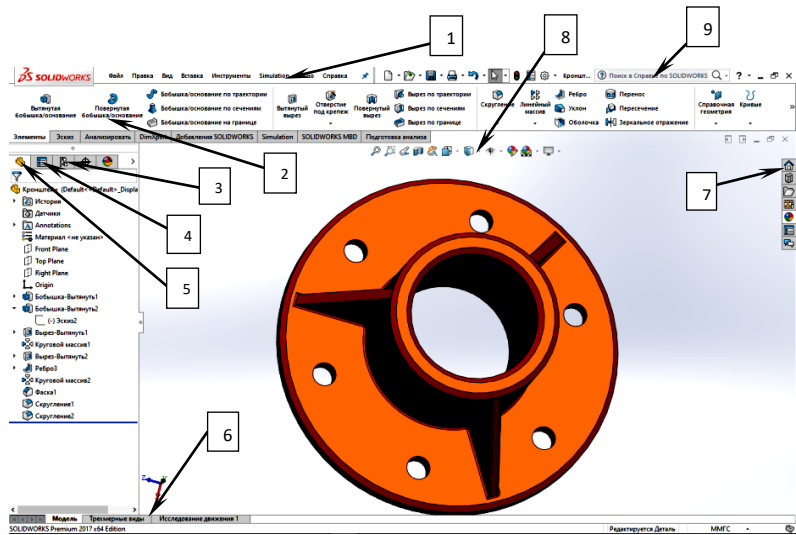 1
8
9
SOLIDWORKS Файл Правка Вид Вставка Инструменты Simulation Справка Кроншт... Поиск в Справке по SOLIDWORKS
Вытянутая бобышка/основание
Повернутая бобышка/основание
Бобышка/основание по траектории
Бобышка/основание по сечениям
Бобышка/основание на границе
Вытянутый вырез
Отверстие под крепеж
Повернутый вырез
Вырез по траектории
Вырез по сечениям
Вырез по границе
Скругление
Линейный массив
Ребро
Уклон
Оболочка
Перенос
Пересечение
Зеркальное отражение
Справочная геометрия
Кривые
Элементы Эскиз Анализировать DimXpert Добавления SOLIDWORKS Simulation SOLIDWORKS MBD Подготовка анализа
2
3
4
5
7
Кронштейн (Default<<Default>_Displa
История
Датчики
Annotations
Материал <не указан>
Front Plane
Top Plane
Right Plane
Origin
Бобышка-Вытянуть1
Бобышка-Вытянуть2
(-) Эскиз2
Вырез-Вытянуть1
Круговой массив1
Вырез-Вытянуть2
Ребро3
Круговой массив2
Фаска1
Скругление1
Скругление2
6
Z
Модель Трехмерные виды Исследование движения 1
SOLIDWORKS Premium 2017 x64 Edition Редактируется Деталь ММГС